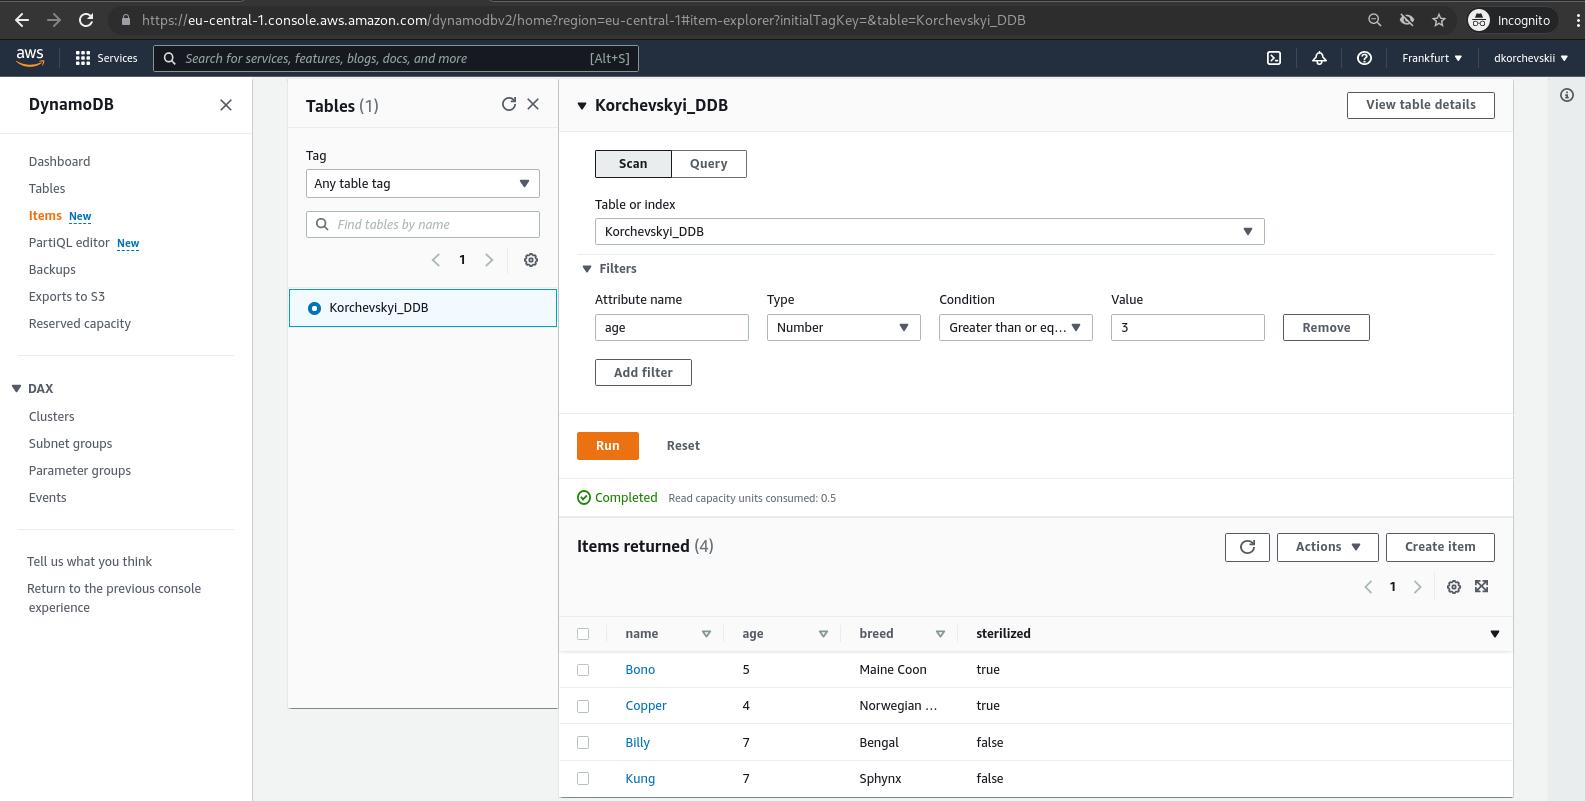 https://eu-central-1.console.aws.amazon.com/dynamodbv2/home?region=eu-central-1#item-explorer?initialTagKey=&table=Korchevskyi_DDB
Incognito
aws
Services
Search for services, features, blogs, docs, and more [Alt+S]
Frankfurt
dkorchevskii
DynamoDB
Dashboard
Tables
Items New
PartiQL editor New
Backups
Exports to S3
Reserved capacity
DAX
Clusters
Subnet groups
Parameter groups
Events
Tell us what you think
Return to the previous console
experience
Tables (1)
Tag
Any table tag
Find tables by name
1
Korchevskyi_DDB
Korchevskyi_DDB
View table details
Scan Query
Table or index
Korchevskyi_DDB
Filters
Attribute name Type Condition Value
age Number Greater than or eq... 3 Remove
Add filter
Run Reset
Completed Read capacity units consumed: 0.5
Items returned (4)
Actions Create item
1
name age breed sterilized
Bono 5 Maine Coon true
Copper 4 Norwegian ... true
Billy 7 Bengal false
Kung 7 Sphynx false